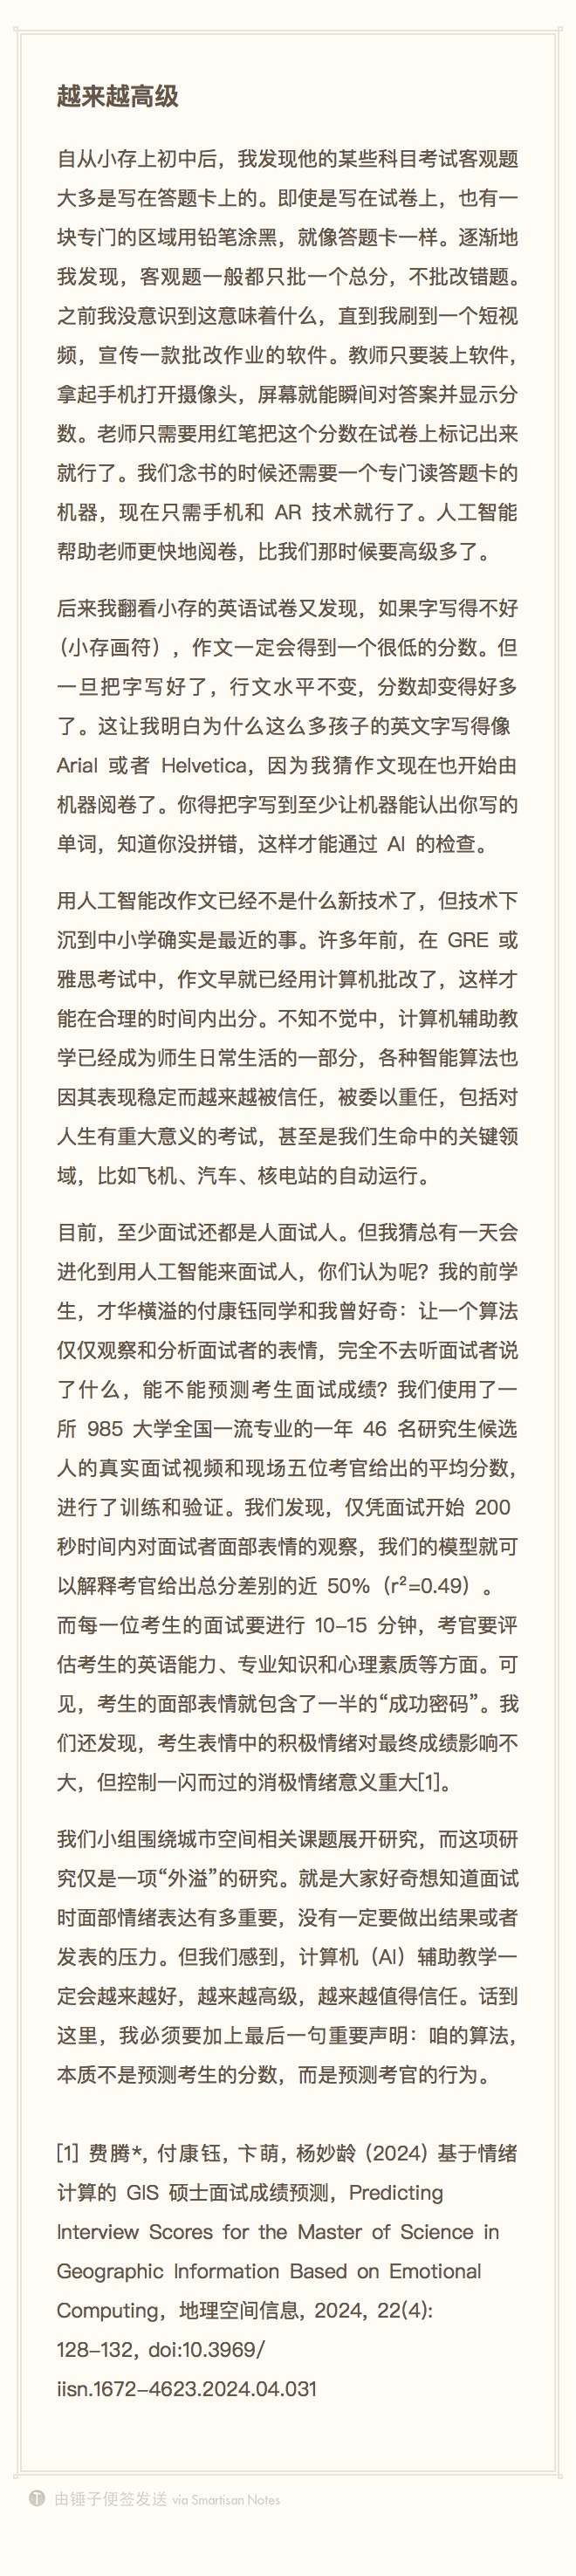 越来越高级
自从小存上初中后，我发现他的某些科目考试客观题
大多是写在答题卡上的。即使是写在试卷上，也有一
块专门的区域用铅笔涂黑，就像答题卡一样。逐渐地
我发现，客观题一般都只批一个总分，不批改错题。
之前我没意识到这意味着什么，直到我刷到一个短视
频，宣传一款批改作业的软件。教师只要装上软件，
拿起手机打开摄像头，屏幕就能瞬间对答案并显示分
数。老师只需要用红笔把这个分数在试卷上标记出来
就行了。我们念书的时候还需要一个专门读答题卡的
机器，现在只需手机和 AR 技术就行了。人工智能
帮助老师更快地阅卷，比我们那时候要高级多了。
后来我翻看小存的英语试卷又发现，如果字写得不好
（小存画符），作文一定会得到一个很低的分数。但
一旦把字写好了，行文水平不变，分数却变得好多
了。这让我明白为什么这么多孩子的英文字写得像
Arial 或者 Helvetica，因为我猜作文现在也开始由
机器阅卷了。你得把字写到至少让机器能认出你写的
单词，知道你没拼错，这样才能通过 AI 的检查。
用人工智能改作文已经不是什么新技术了，但技术下
沉到中小学确实是最近的事。许多年前，在 GRE 或
雅思考试中，作文早就已经用计算机批改了，这样才
能在合理的时间内出分。不知不觉中，计算机辅助教
学已经成为师生日常生活的一部分，各种智能算法也
因其表现稳定而越来越被信任，被委以重任，包括对
人生有重大意义的考试，甚至是我们生命中的关键领
域，比如飞机、汽车、核电站的自动运行。
目前，至少面试还都是人面试人。但我猜总有一天会
进化到用人工智能来面试人，你们认为呢？我的前学
生，才华横溢的付康钰同学和我曾好奇：让一个算法
仅仅观察和分析面试者的表情，完全不去听面试者说
了什么，能不能预测考生面试成绩？我们使用了一
所 985 大学全国一流专业的一年 46 名研究生候选
人的真实面试视频和现场五位考官给出的平均分数，
进行了训练和验证。我们发现，仅凭面试开始 200
秒时间内对面试者面部表情的观察，我们的模型就可
以解释考官给出总分差别的近 50%（r²=0.49）。
而每一位考生的面试要进行 10–15 分钟，考官要评
估考生的英语能力、专业知识和心理素质等方面。可
见，考生的面部表情就包含了一半的“成功密码”。我
们还发现，考生表情中的积极情绪对最终成绩影响不
大，但控制一闪而过的消极情绪意义重大[1]。
我们小组围绕城市空间相关课题展开研究，而这项研
究仅是一项“外溢”的研究。就是大家好奇想知道面试
时面部情绪表达有多重要，没有一定要做出结果或者
发表的压力。但我们感到，计算机（AI）辅助教学一
定会越来越好，越来越高级，越来越值得信任。话到
这里，我必须要加上最后一句重要声明：咱的算法，
本质不是预测考生的分数，而是预测考官的行为。
[1] 费腾*, 付康钰, 卞萌, 杨妙龄 (2024) 基于情绪
计算的 GIS 硕士面试成绩预测，Predicting
Interview Scores for the Master of Science in
Geographic Information Based on Emotional
Computing，地理空间信息, 2024, 22(4):
128–132, doi:10.3969/
iisn.1672–4623.2024.04.031
T 由锤子便签发送 via Smartisan Notes